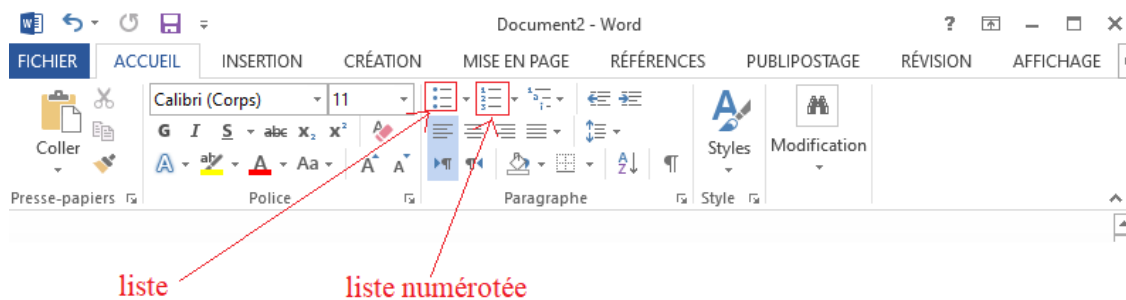 Document2 - Word
FICHIER ACCUEIL INSERTION CRÉATION MISE EN PAGE RÉFÉRENCES PUBLIPOSTAGE RÉVISION AFFICHAGE
Calibri (Corps) 11
G I S abc X₂ X²
Coller Styles Modification
A ab A Aa A A
Presse-papiers Police Paragraphe Style
liste liste numérotée